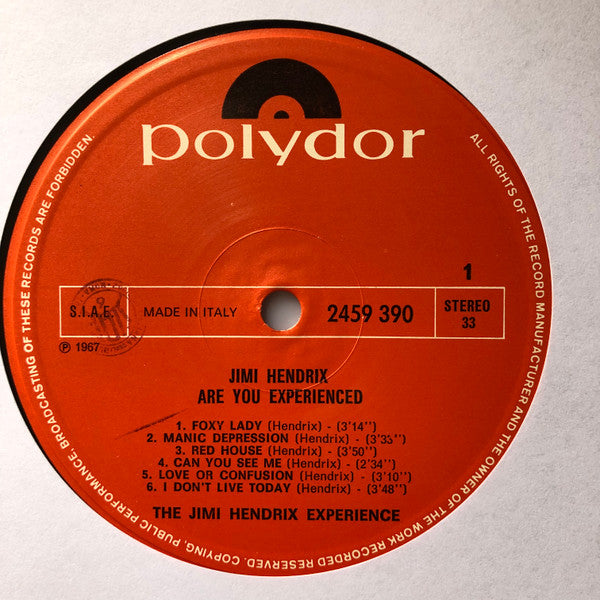 polydor
ALL RIGHTS OF THE RECORD MANUFACTURER AND THE OWNER OF THE WORK RECORDED RESERVED. COPYING, PUBLIC PERFORMANCE, BROADCASTING OF THESE RECORDS ARE FORBIDDEN.
1
S.I.A.E. MADE IN ITALY 2459 390 STEREO
33
℗ 1967
JIMI HENDRIX
ARE YOU EXPERIENCED
1. FOXY LADY (Hendrix) - (3'14'')
2. MANIC DEPRESSION (Hendrix) - (3'33'')
3. RED HOUSE (Hendrix) - (3'50'')
4. CAN YOU SEE ME (Hendrix) - (2'34'')
5. LOVE OR CONFUSION (Hendrix) - (3'10'')
6. I DON'T LIVE TODAY (Hendrix) - (3'48'')
THE JIMI HENDRIX EXPERIENCE